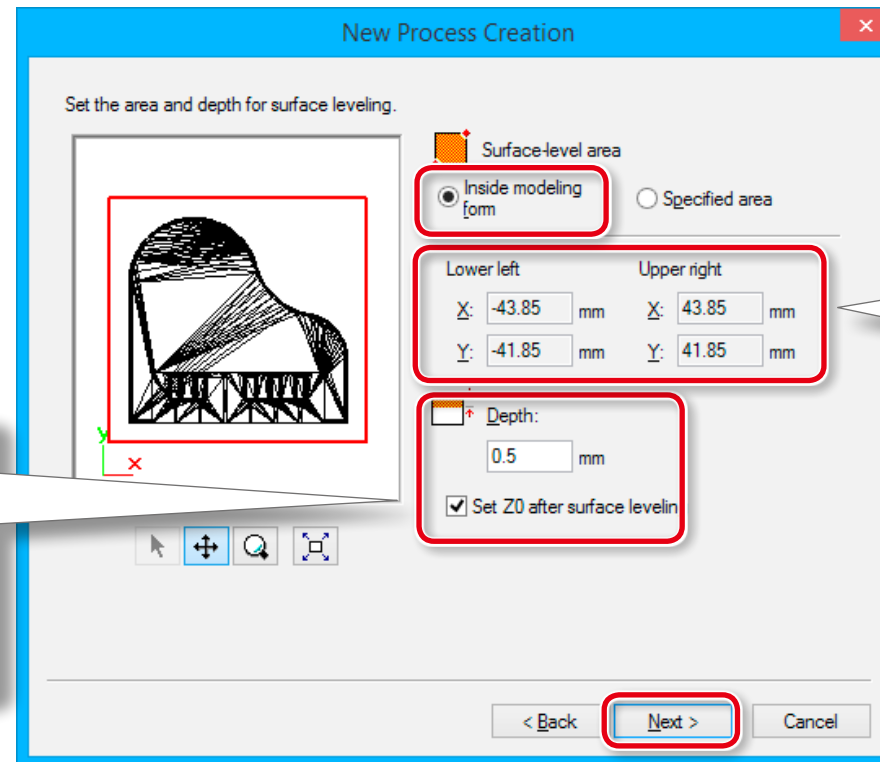 New Process Creation
Set the area and depth for surface leveling.
Surface-level area
Inside modeling
form
Specified area
Lower left Upper right
X: -43.85 mm X: 43.85 mm
Y: -41.85 mm Y: 41.85 mm
Depth:
0.5 mm
Set Z0 after surface levelin
y
x
< Back Next > Cancel